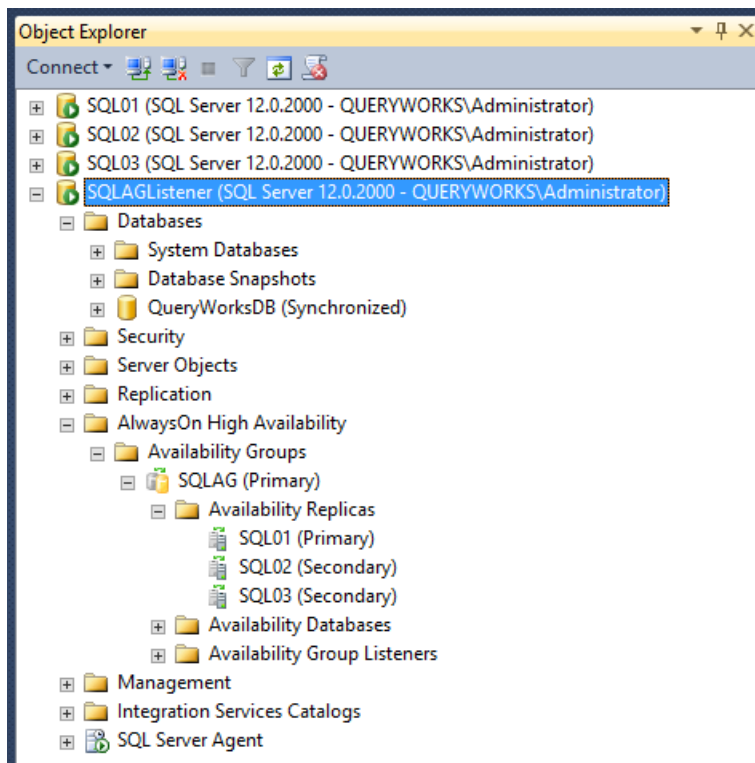 Object Explorer
Connect
SQL01 (SQL Server 12.0.2000 - QUERYWORKS\Administrator)
SQL02 (SQL Server 12.0.2000 - QUERYWORKS\Administrator)
SQL03 (SQL Server 12.0.2000 - QUERYWORKS\Administrator)
SQLAGListener (SQL Server 12.0.2000 - QUERYWORKS\Administrator)
Databases
System Databases
Database Snapshots
QueryWorksDB (Synchronized)
Security
Server Objects
Replication
AlwaysOn High Availability
Availability Groups
SQLAG (Primary)
Availability Replicas
SQL01 (Primary)
SQL02 (Secondary)
SQL03 (Secondary)
Availability Databases
Availability Group Listeners
Management
Integration Services Catalogs
SQL Server Agent